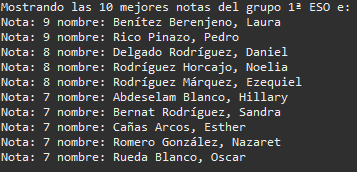 Mostrando las 10 mejores notas del grupo 1ª ESO e:
Nota: 9 nombre: Benítez Berenjeno, Laura
Nota: 9 nombre: Rico Pinazo, Pedro
Nota: 8 nombre: Delgado Rodríguez, Daniel
Nota: 8 nombre: Rodríguez Horcajo, Noelia
Nota: 8 nombre: Rodríguez Márquez, Ezequiel
Nota: 7 nombre: Abdeselam Blanco, Hillary
Nota: 7 nombre: Bernat Rodríguez, Sandra
Nota: 7 nombre: Cañas Arcos, Esther
Nota: 7 nombre: Romero González, Nazaret
Nota: 7 nombre: Rueda Blanco, Oscar